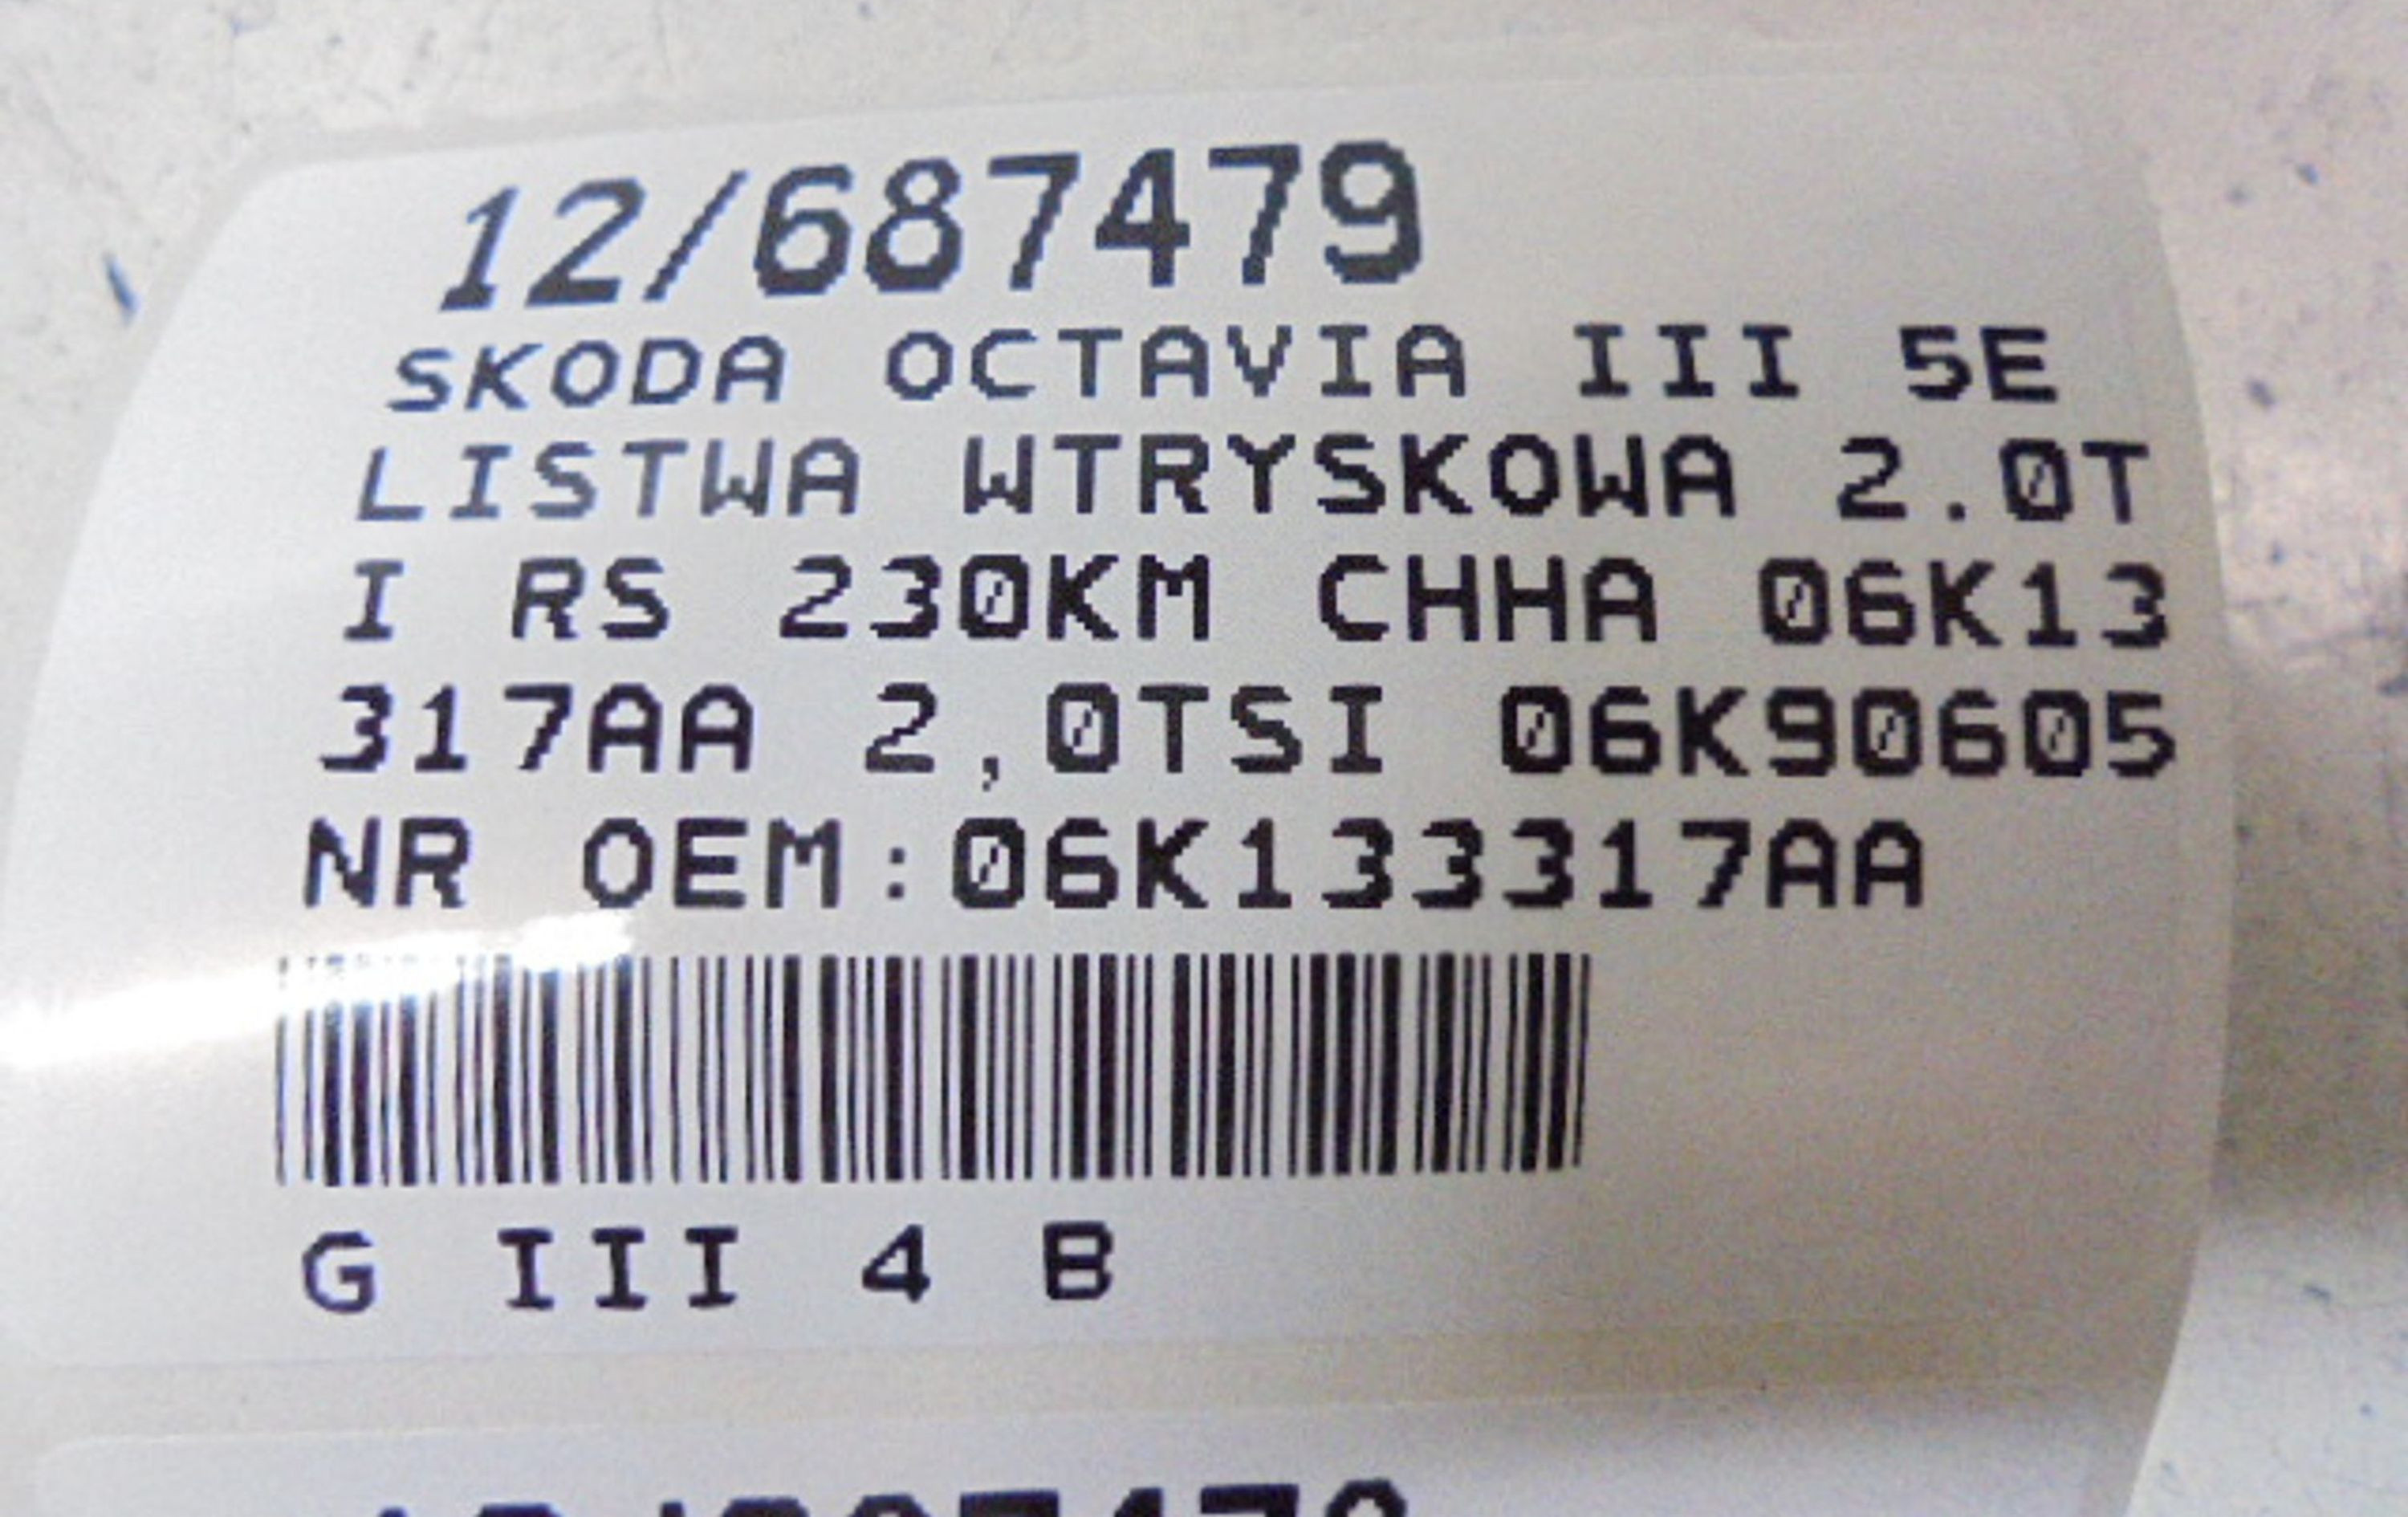 12/687479
SKODA OCTAVIA III 5E
LISTWA WTRYSKOWA 2.0T
I RS 230KM CHHA 06K13
317AA 2,0TSI 06K90605
NR OEM:06K133317AA
G III 4 B